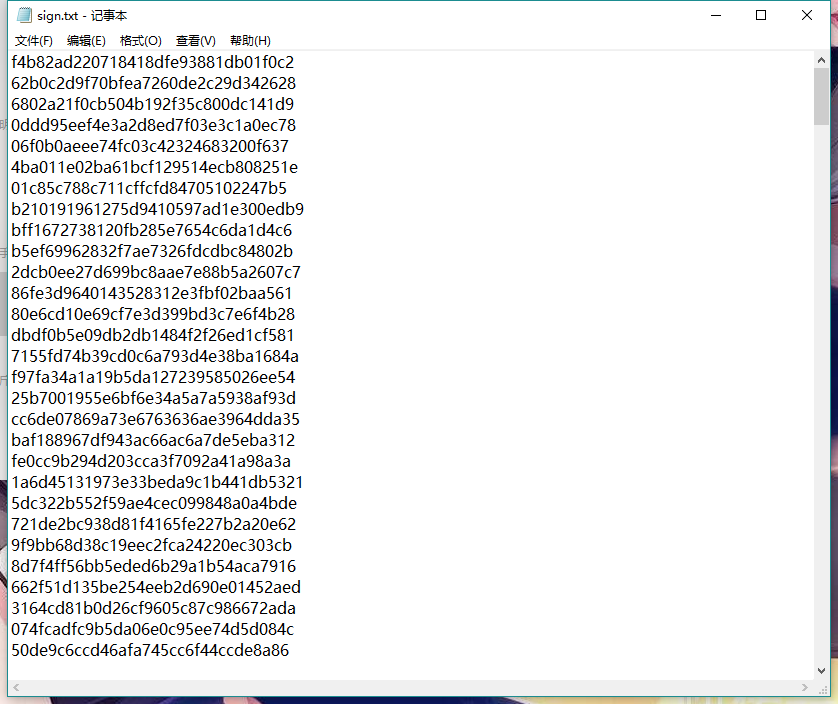 sign.txt - 记事本
文件(F) 编辑(E) 格式(O) 查看(V) 帮助(H)
f4b82ad220718418dfe93881db01f0c2
62b0c2d9f70bfea7260de2c29d342628
6802a21f0cb504b192f35c800dc141d9
0ddd95eef4e3a2d8ed7f03e3c1a0ec78
06f0b0aeee74fc03c42324683200f637
4ba011e02ba61bcf129514ecb808251e
01c85c788c711cffcfd84705102247b5
b210191961275d9410597ad1e300edb9
bff1672738120fb285e7654c6da1d4c6
b5ef69962832f7ae7326fdcdbc84802b
2dcb0ee27d699bc8aae7e88b5a2607c7
86fe3d9640143528312e3fbf02baa561
80e6cd10e69cf7e3d399bd3c7e6f4b28
dbdf0b5e09db2db1484f2f26ed1cf581
7155fd74b39cd0c6a793d4e38ba1684a
f97fa34a1a19b5da127239585026ee54
25b7001955e6bf6e34a5a7a5938af93d
cc6de07869a73e6763636ae3964dda35
baf188967df943ac66ac6a7de5eba312
fe0cc9b294d203cca3f7092a41a98a3a
1a6d45131973e33beda9c1b441db5321
5dc322b552f59ae4cec099848a0a4bde
721de2bc938d81f4165fe227b2a20e62
9f9bb68d38c19eec2fca24220ec303cb
8d7f4ff56bb5eded6b29a1b54aca7916
662f51d135be254eeb2d690e01452aed
3164cd81b0d26cf9605c87c986672ada
074fcadfc9b5da06e0c95ee74d5d084c
50de9c6ccd46afa745cc6f44ccde8a86